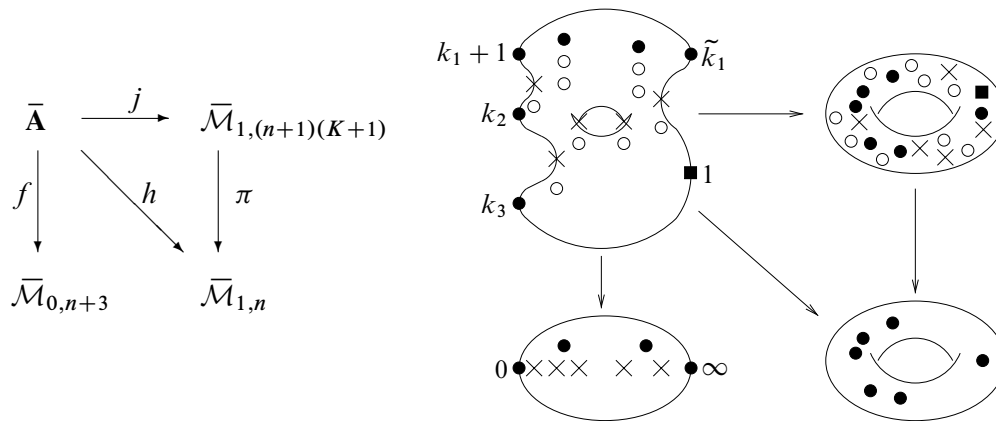 Ā j M̄₁,₍ₙ₊₁₎₍K₊₁₎
f h π
M̄₀,ₙ₊₃ M̄₁,ₙ
k₁ + 1 k̃₁
k₂
k₃ 1
0 ∞